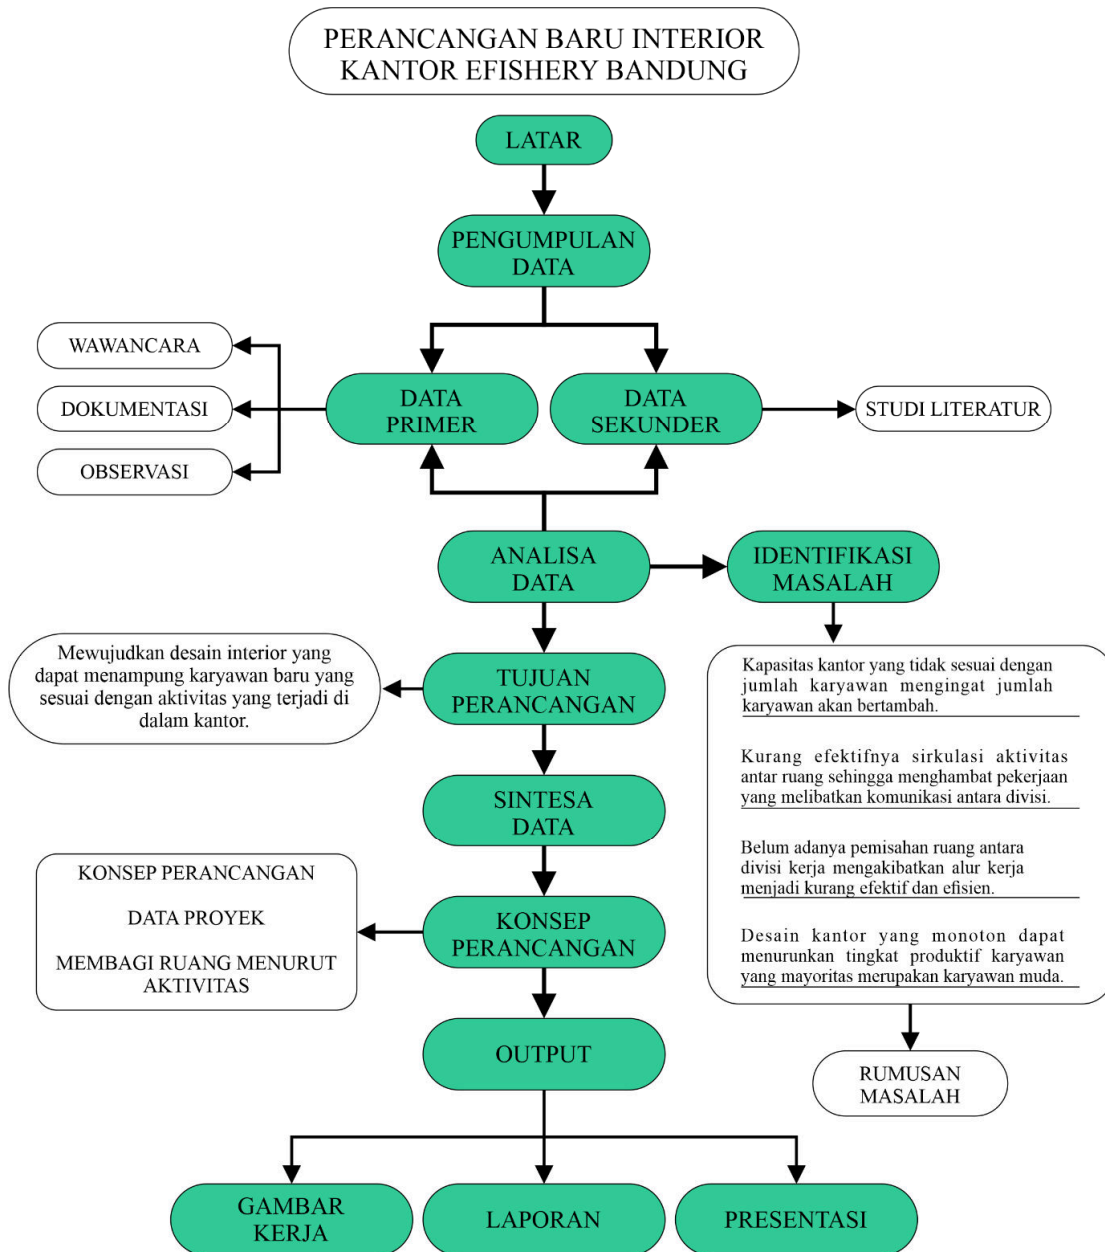 PERANCANGAN BARU INTERIOR
KANTOR EFISHERY BANDUNG
LATAR
PENGUMPULAN
DATA
WAWANCARA
DOKUMENTASI
OBSERVASI
DATA
PRIMER
DATA
SEKUNDER
STUDI LITERATUR
ANALISA
DATA
IDENTIFIKASI
MASALAH
Mewujudkan desain interior yang
dapat menampung karyawan baru yang
sesuai dengan aktivitas yang terjadi di
dalam kantor.
TUJUAN
PERANCANGAN
Kapasitas kantor yang tidak sesuai dengan
jumlah karyawan mengingat jumlah
karyawan akan bertambah.
Kurang efektifnya sirkulasi aktivitas
antar ruang sehingga menghambat pekerjaan
yang melibatkan komunikasi antara divisi.
Belum adanya pemisahan ruang antara
divisi kerja mengakibatkan alur kerja
menjadi kurang efektif dan efisien.
Desain kantor yang monoton dapat
menurunkan tingkat produktif karyawan
yang mayoritas merupakan karyawan muda.
SINTESA
DATA
KONSEP PERANCANGAN
DATA PROYEK
MEMBAGI RUANG MENURUT
AKTIVITAS
KONSEP
PERANCANGAN
OUTPUT
RUMUSAN
MASALAH
GAMBAR
KERJA
LAPORAN
PRESENTASI